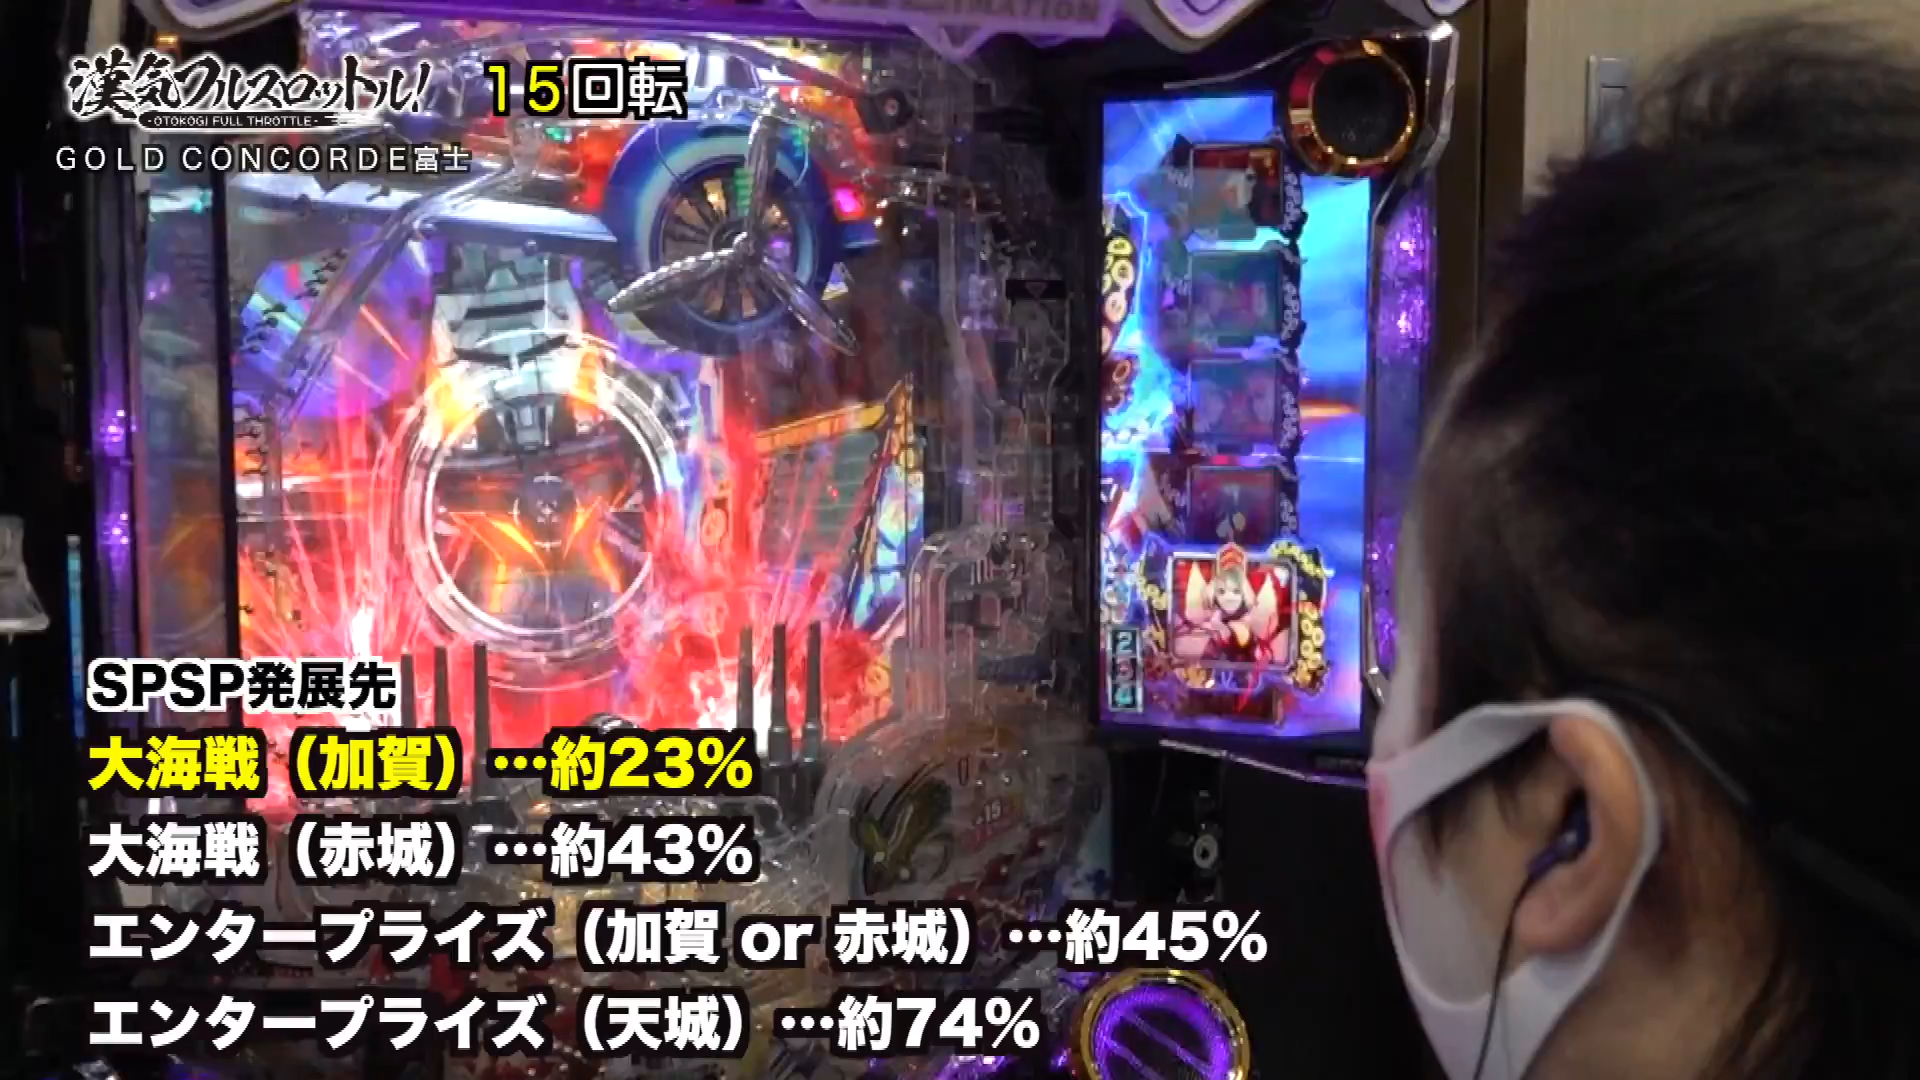 漢気フルスロットル!
-OTOKOGI FULL THROTTLE-
15回転
GOLD CONCORDE富士
SPSP発展先
大海戦（加賀）…約23%
大海戦（赤城）…約43%
エンタープライズ（加賀 or 赤城）…約45%
エンタープライズ（天城）…約74%